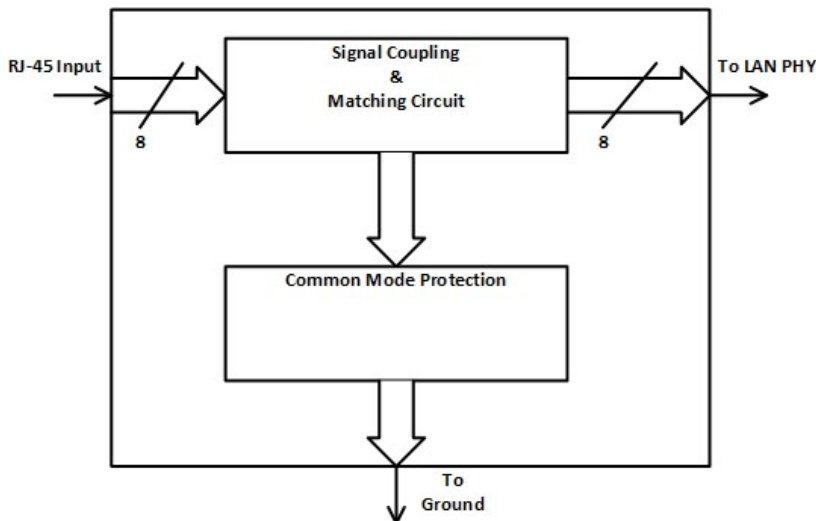 RJ-45 Input
Signal Coupling
&
Matching Circuit
To LAN PHY
8
8
Common Mode Protection
To
Ground